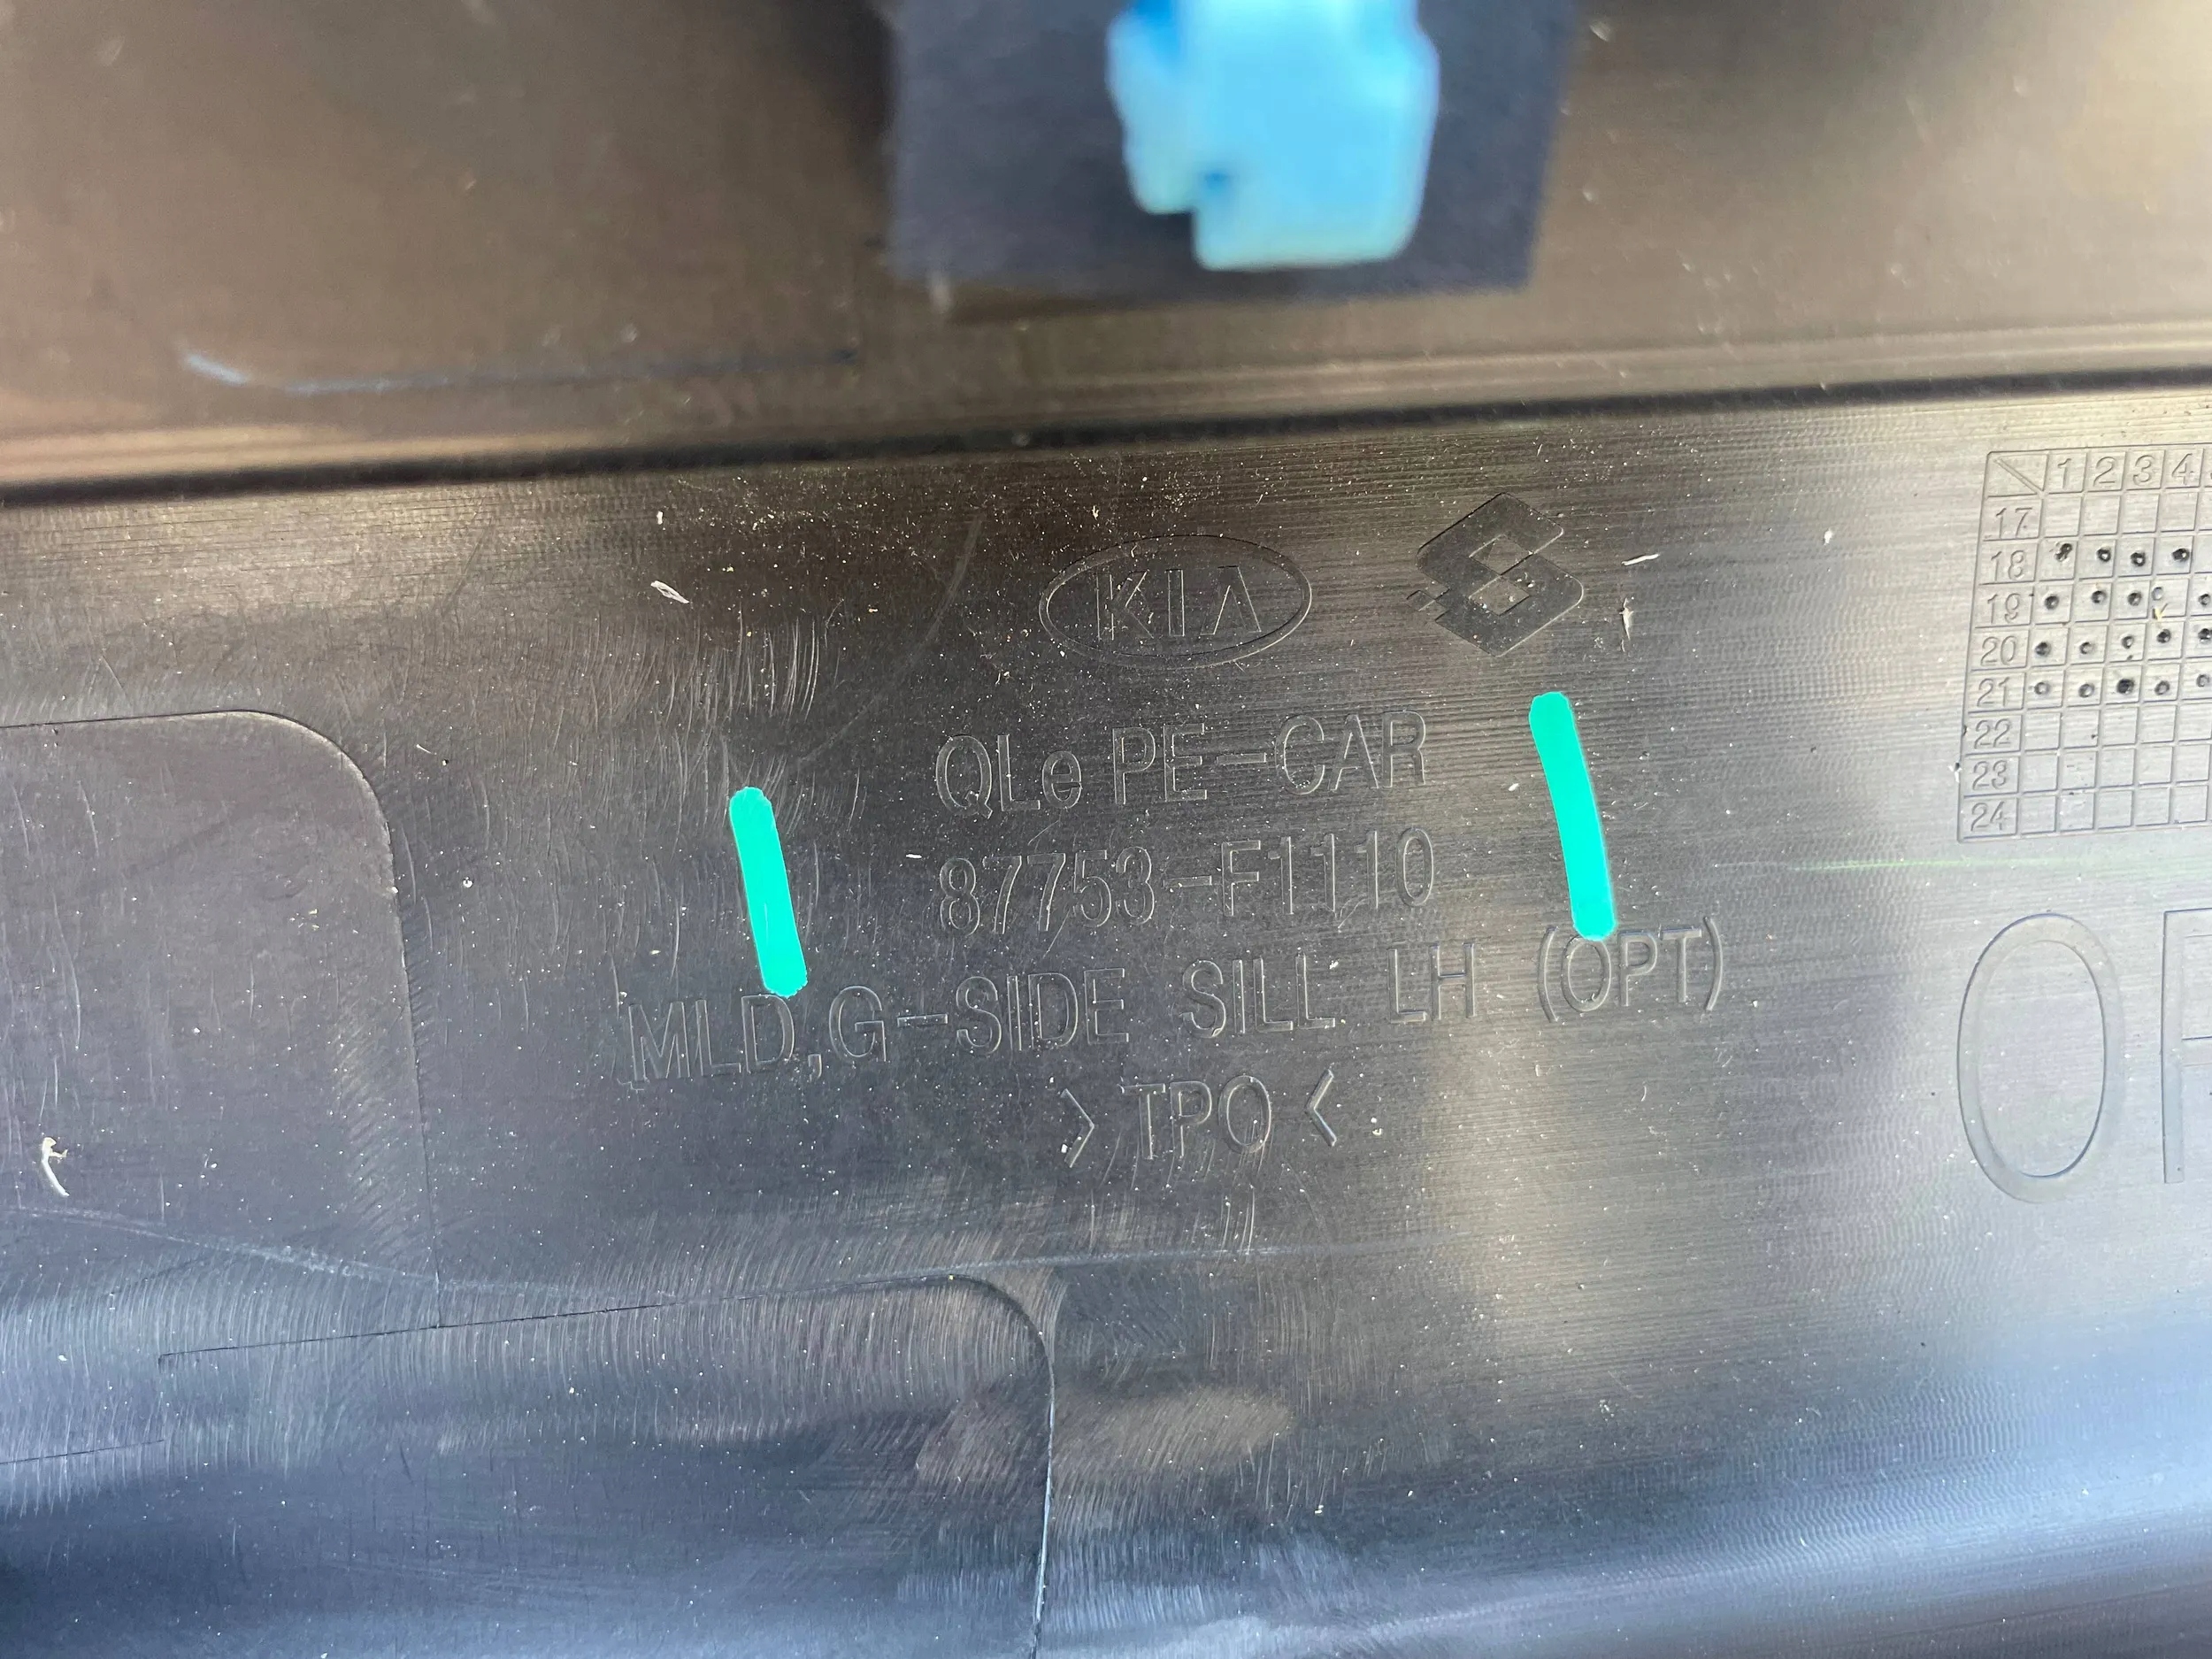 KIA
QLe PE-CAR
87753-F1110
MLD,G-SIDE SILL LH (OPT)
>TPO<
1 2 3 4
17
18
19
20
21
22
23
24